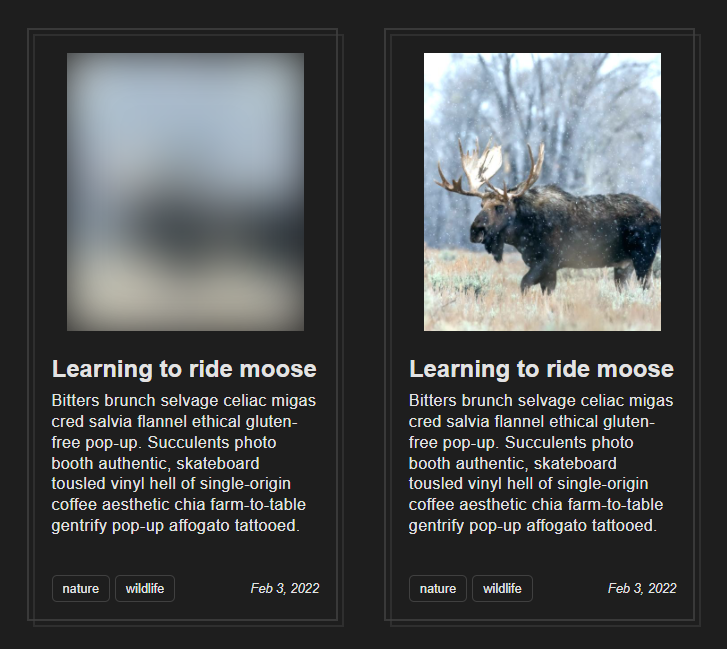 Learning to ride moose
Bitters brunch selvage celiac migas
cred salvia flannel ethical gluten-
free pop-up. Succulents photo
booth authentic, skateboard
tousled vinyl hell of single-origin
coffee aesthetic chia farm-to-table
gentrify pop-up affogato tattooed.
nature wildlife Feb 3, 2022
Learning to ride moose
Bitters brunch selvage celiac migas
cred salvia flannel ethical gluten-
free pop-up. Succulents photo
booth authentic, skateboard
tousled vinyl hell of single-origin
coffee aesthetic chia farm-to-table
gentrify pop-up affogato tattooed.
nature wildlife Feb 3, 2022